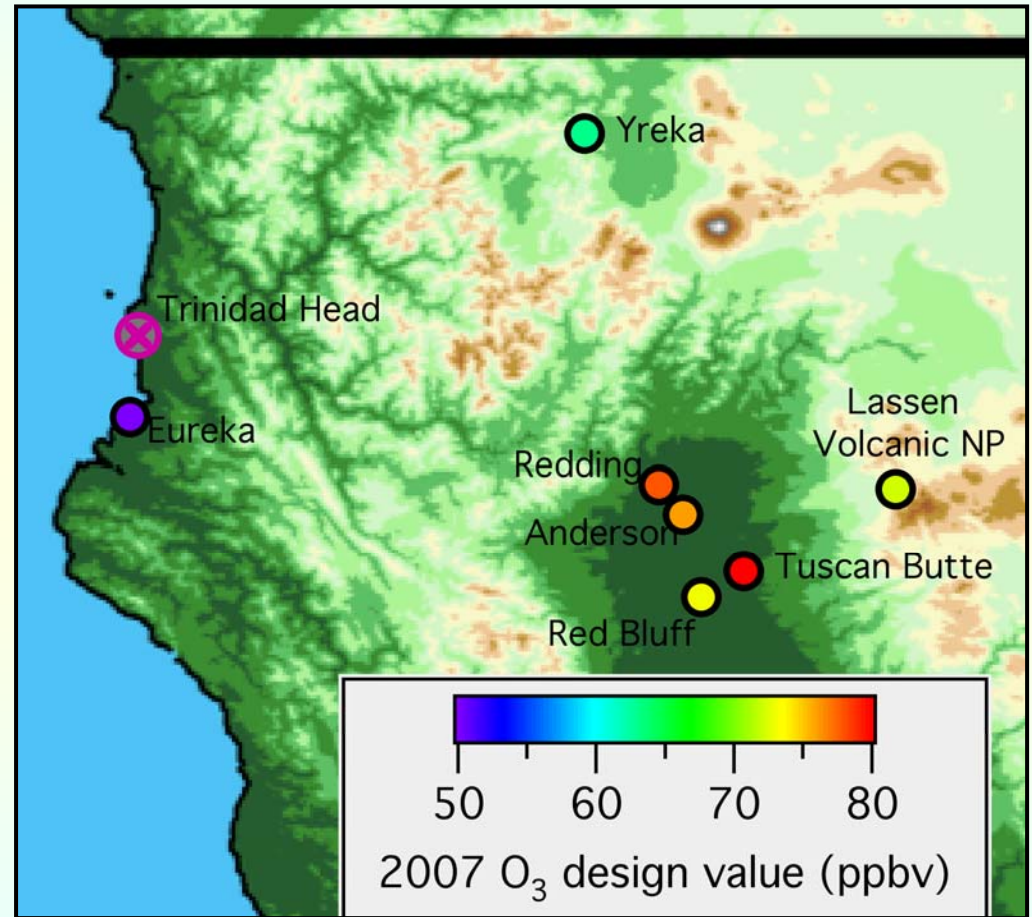 Yreka
Trinidad Head
Eureka
Lassen
Volcanic NP
Redding
Anderson
Tuscan Butte
Red Bluff
50 60 70 80
2007 O₃ design value (ppbv)